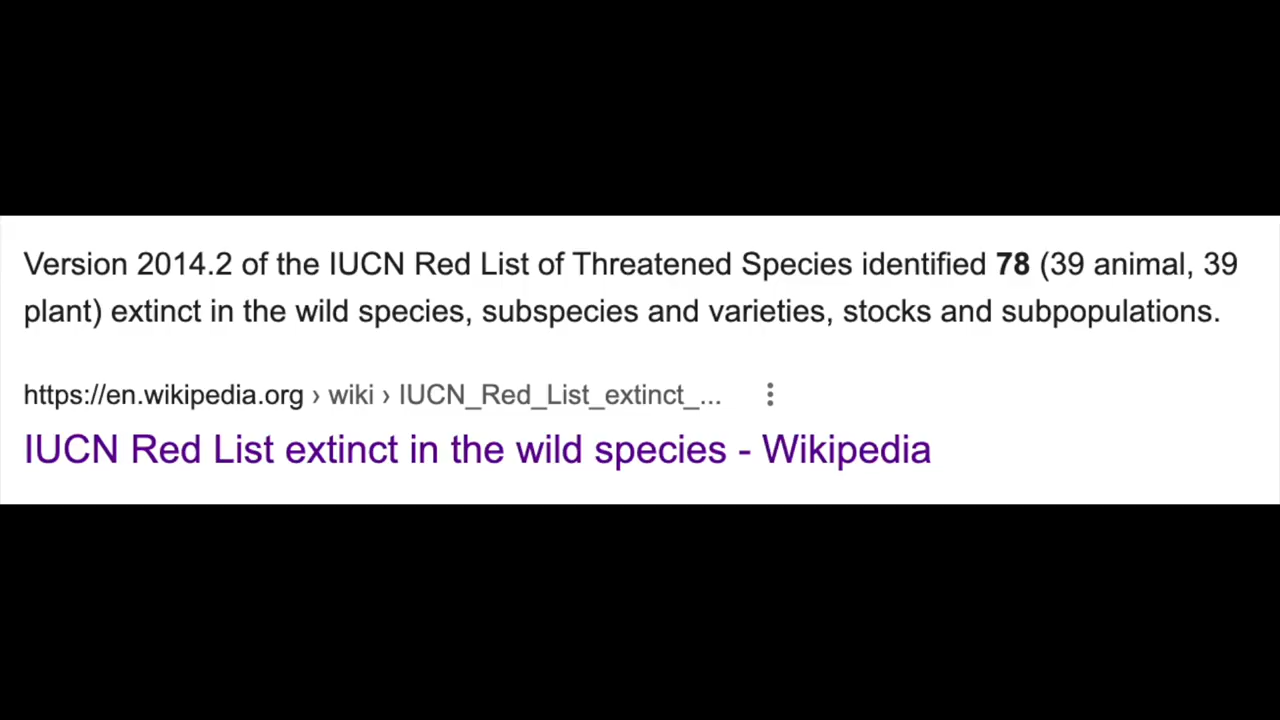 Version 2014.2 of the IUCN Red List of Threatened Species identified 78 (39 animal, 39
plant) extinct in the wild species, subspecies and varieties, stocks and subpopulations.
https://en.wikipedia.org › wiki › IUCN_Red_List_extinct_...
IUCN Red List extinct in the wild species - Wikipedia